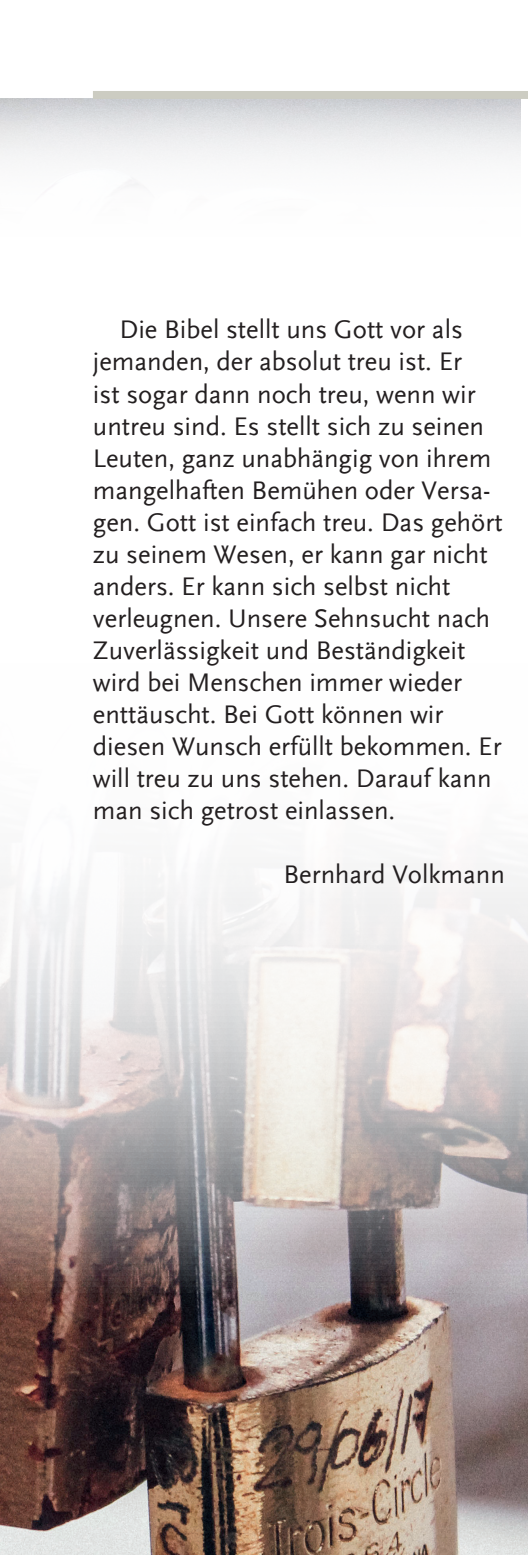 Die Bibel stellt uns Gott vor als
jemanden, der absolut treu ist. Er
ist sogar dann noch treu, wenn wir
untreu sind. Es stellt sich zu seinen
Leuten, ganz unabhängig von ihrem
mangelhaften Bemühen oder Versa-
gen. Gott ist einfach treu. Das gehört
zu seinem Wesen, er kann gar nicht
anders. Er kann sich selbst nicht
verleugnen. Unsere Sehnsucht nach
Zuverlässigkeit und Beständigkeit
wird bei Menschen immer wieder
enttäuscht. Bei Gott können wir
diesen Wunsch erfüllt bekommen. Er
will treu zu uns stehen. Darauf kann
man sich getrost einlassen.
Bernhard Volkmann
29/06/17
Trois-Circle